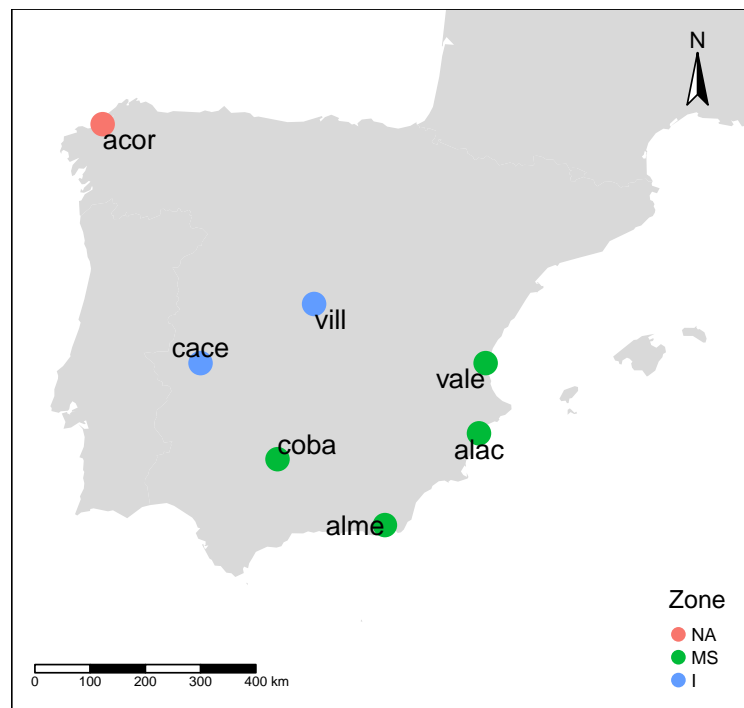 N
acor
vill
cace
vale
coba
alac
alme
Zone
NA
MS
I
0 100 200 300 400 km